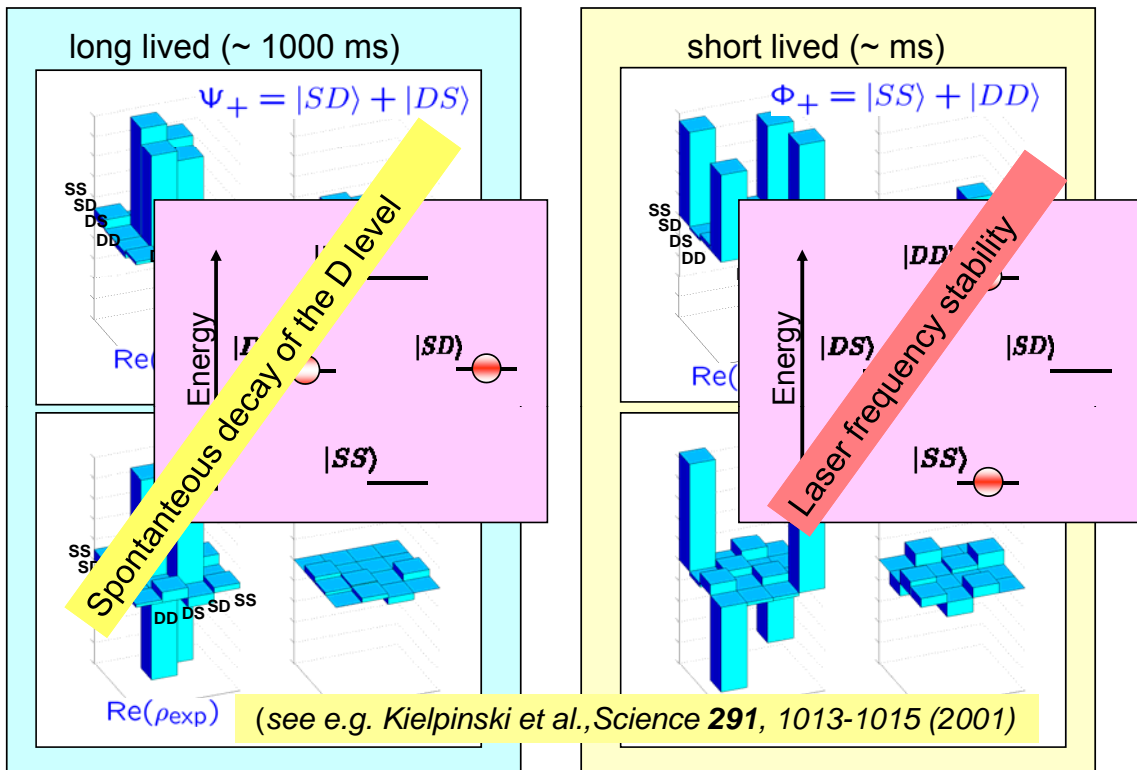 long lived (~ 1000 ms)
Ψ₊ = |SD⟩ + |DS⟩
SS
SD
DS
DD
Re(
Energy
|SD⟩
|SS⟩
Spontanteous decay of the D level
SS
DD
DS
SD
SS
Re(ρexp)
short lived (~ ms)
Φ₊ = |SS⟩ + |DD⟩
SS
SD
DS
DD
Re(
Energy
|DD⟩
|DS⟩
|SD⟩
|SS⟩
Laser frequency stability
(see e.g. Kielpinski et al.,Science 291, 1013-1015 (2001)